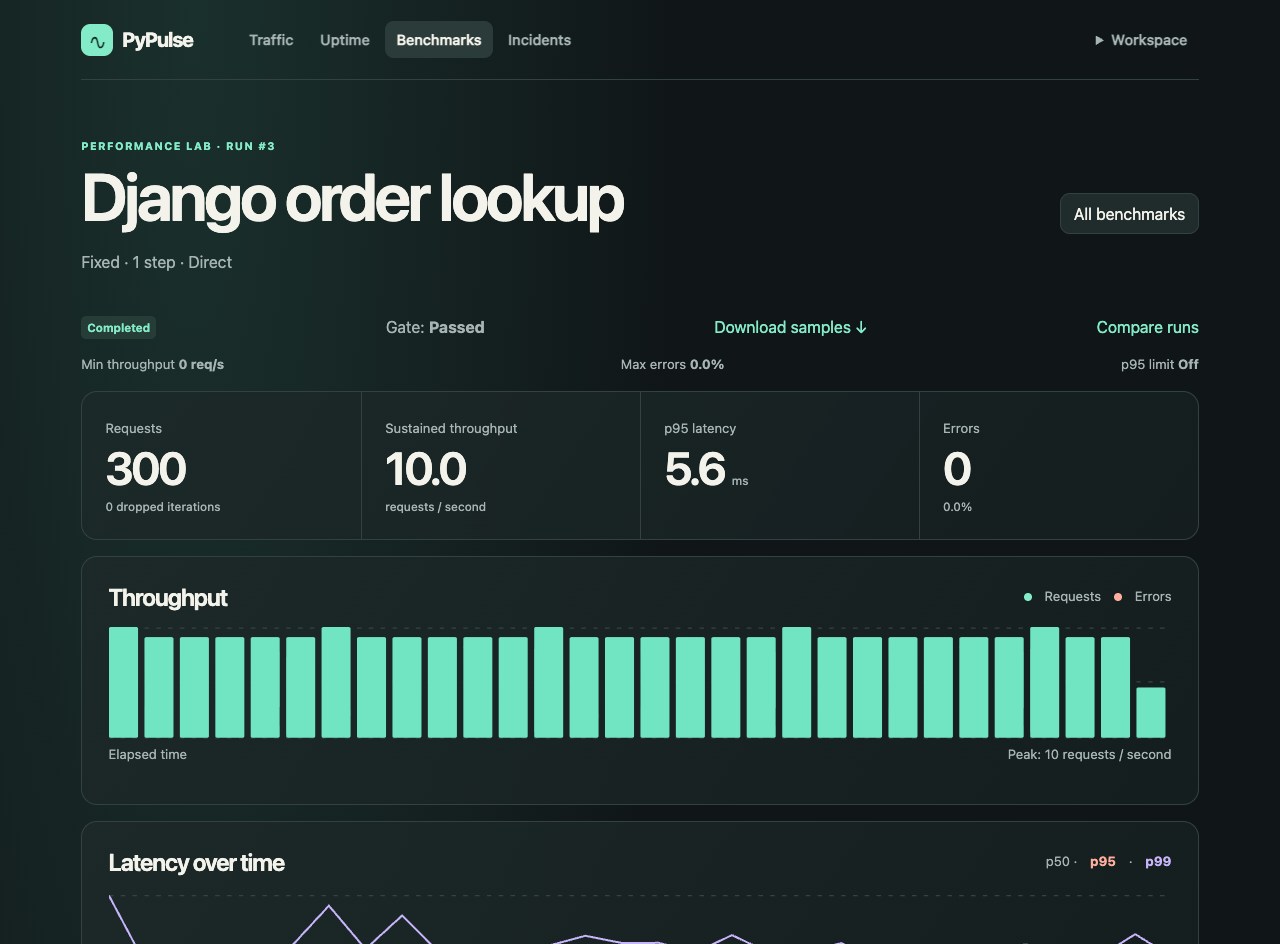 PyPulse
Traffic Uptime Benchmarks Incidents
▶ Workspace
PERFORMANCE LAB · RUN #3
Django order lookup
All benchmarks
Fixed · 1 step · Direct
Completed
Gate: Passed
Download samples ↓
Compare runs
Min throughput 0 req/s
Max errors 0.0%
p95 limit Off
Requests
300
0 dropped iterations
Sustained throughput
10.0
requests / second
p95 latency
5.6 ms
Errors
0
0.0%
Throughput
Requests Errors
Elapsed time
Peak: 10 requests / second
Latency over time
p50 · p95 · p99